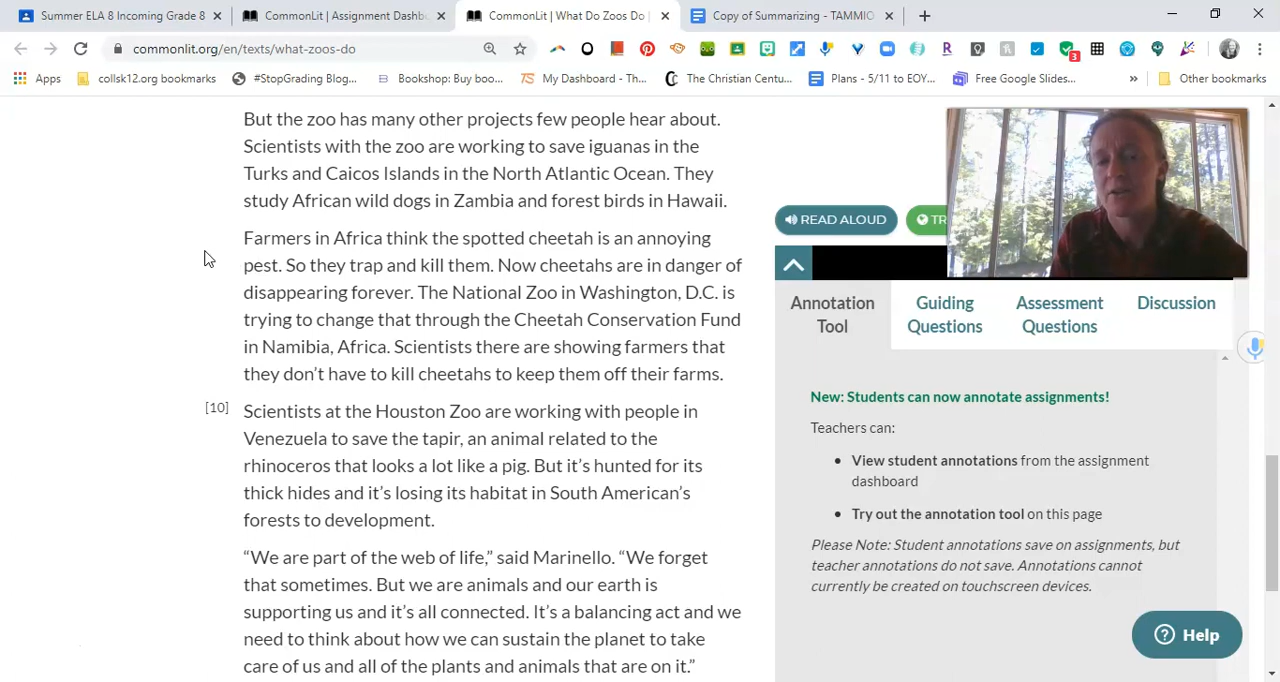 Summer ELA 8 Incoming Grade 8
CommonLit | Assignment Dashb
CommonLit | What Do Zoos Do
Copy of Summarizing - TAMMIO
commonlit.org/en/texts/what-zoos-do
3
Apps
collsk12.org bookmarks
#StopGrading Blog...
Bookshop: Buy boo...
TS My Dashboard - Th...
The Christian Centu...
Plans - 5/11 to EOY...
Free Google Slides...
»
Other bookmarks
But the zoo has many other projects few people hear about.
Scientists with the zoo are working to save iguanas in the
Turks and Caicos Islands in the North Atlantic Ocean. They
study African wild dogs in Zambia and forest birds in Hawaii.
Farmers in Africa think the spotted cheetah is an annoying
pest. So they trap and kill them. Now cheetahs are in danger of
disappearing forever. The National Zoo in Washington, D.C. is
trying to change that through the Cheetah Conservation Fund
in Namibia, Africa. Scientists there are showing farmers that
they don’t have to kill cheetahs to keep them off their farms.
[10] Scientists at the Houston Zoo are working with people in
Venezuela to save the tapir, an animal related to the
rhinoceros that looks a lot like a pig. But it’s hunted for its
thick hides and it’s losing its habitat in South American’s
forests to development.
“We are part of the web of life,” said Marinello. “We forget
that sometimes. But we are animals and our earth is
supporting us and it’s all connected. It’s a balancing act and we
need to think about how we can sustain the planet to take
care of us and all of the plants and animals that are on it.”
READ ALOUD
TR
Annotation
Tool
Guiding
Questions
Assessment
Questions
Discussion
New: Students can now annotate assignments!
Teachers can:
• View student annotations from the assignment
dashboard
• Try out the annotation tool on this page
Please Note: Student annotations save on assignments, but
teacher annotations do not save. Annotations cannot
currently be created on touchscreen devices.
Help